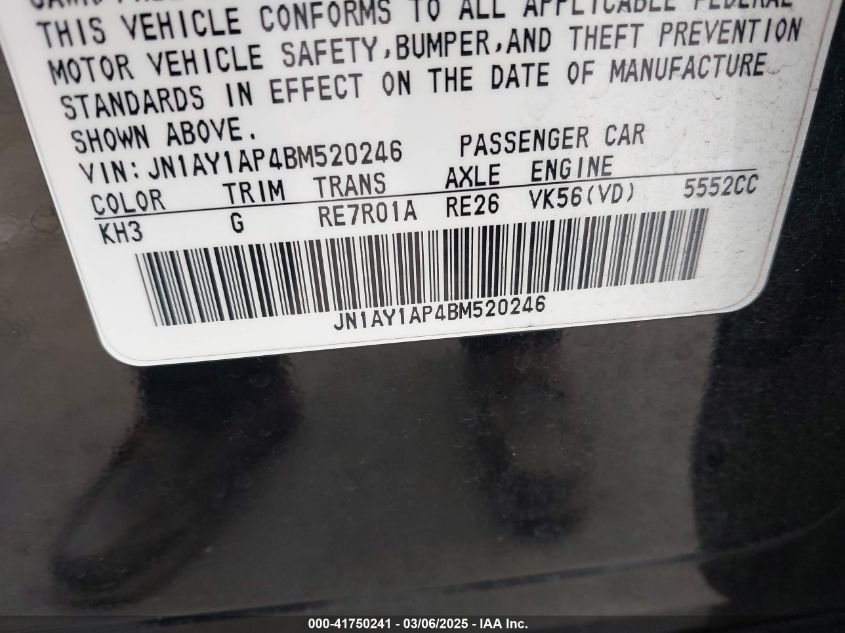 THIS VEHICLE CONFORMS TO ALL APPLICABLE FEDERAL
MOTOR VEHICLE SAFETY, BUMPER, AND THEFT PREVENTION
STANDARDS IN EFFECT ON THE DATE OF MANUFACTURE
SHOWN ABOVE.
VIN: JN1AY1AP4BM520246 PASSENGER CAR
COLOR TRIM TRANS AXLE ENGINE
KH3 G RE7R01A RE26 VK56(VD) 5552CC
JN1AY1AP4BM520246
000-41750241 - 03/06/2025 - IAA Inc.